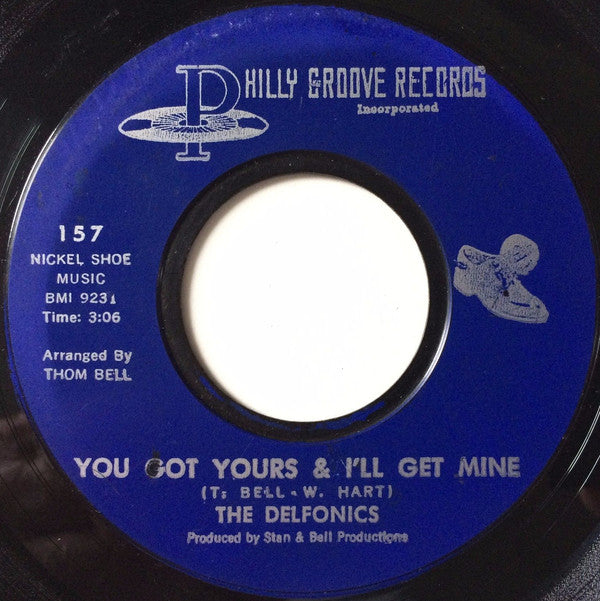 PHILLY GROOVE RECORDS
Incorporated
157
NICKEL SHOE
MUSIC
BMI 9231
Time: 3:06
Arranged By
THOM BELL
YOU GOT YOURS & I'LL GET MINE
(T. BELL - W. HART)
THE DELFONICS
Produced by Stan & Bell Productions